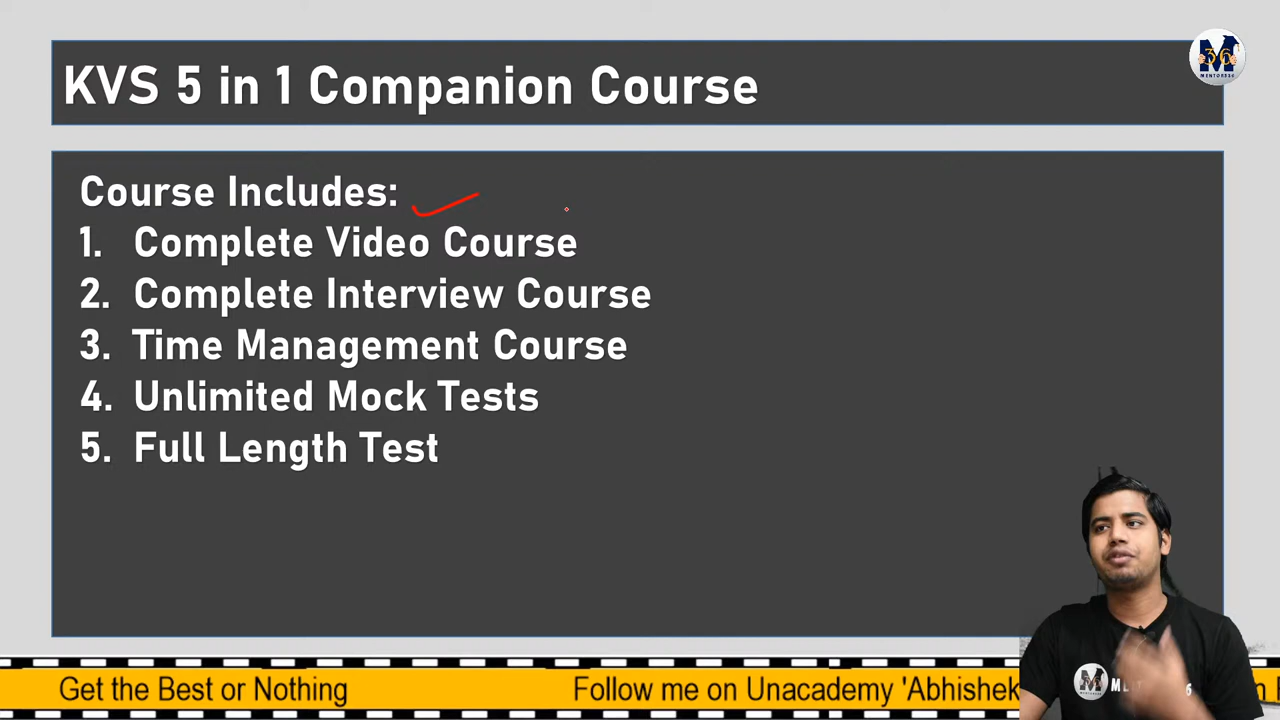 KVS 5 in 1 Companion Course
M
36
MENTORS36
Course Includes:
1. Complete Video Course
2. Complete Interview Course
3. Time Management Course
4. Unlimited Mock Tests
5. Full Length Test
Get the Best or Nothing
Follow me on Unacademy 'Abhishek